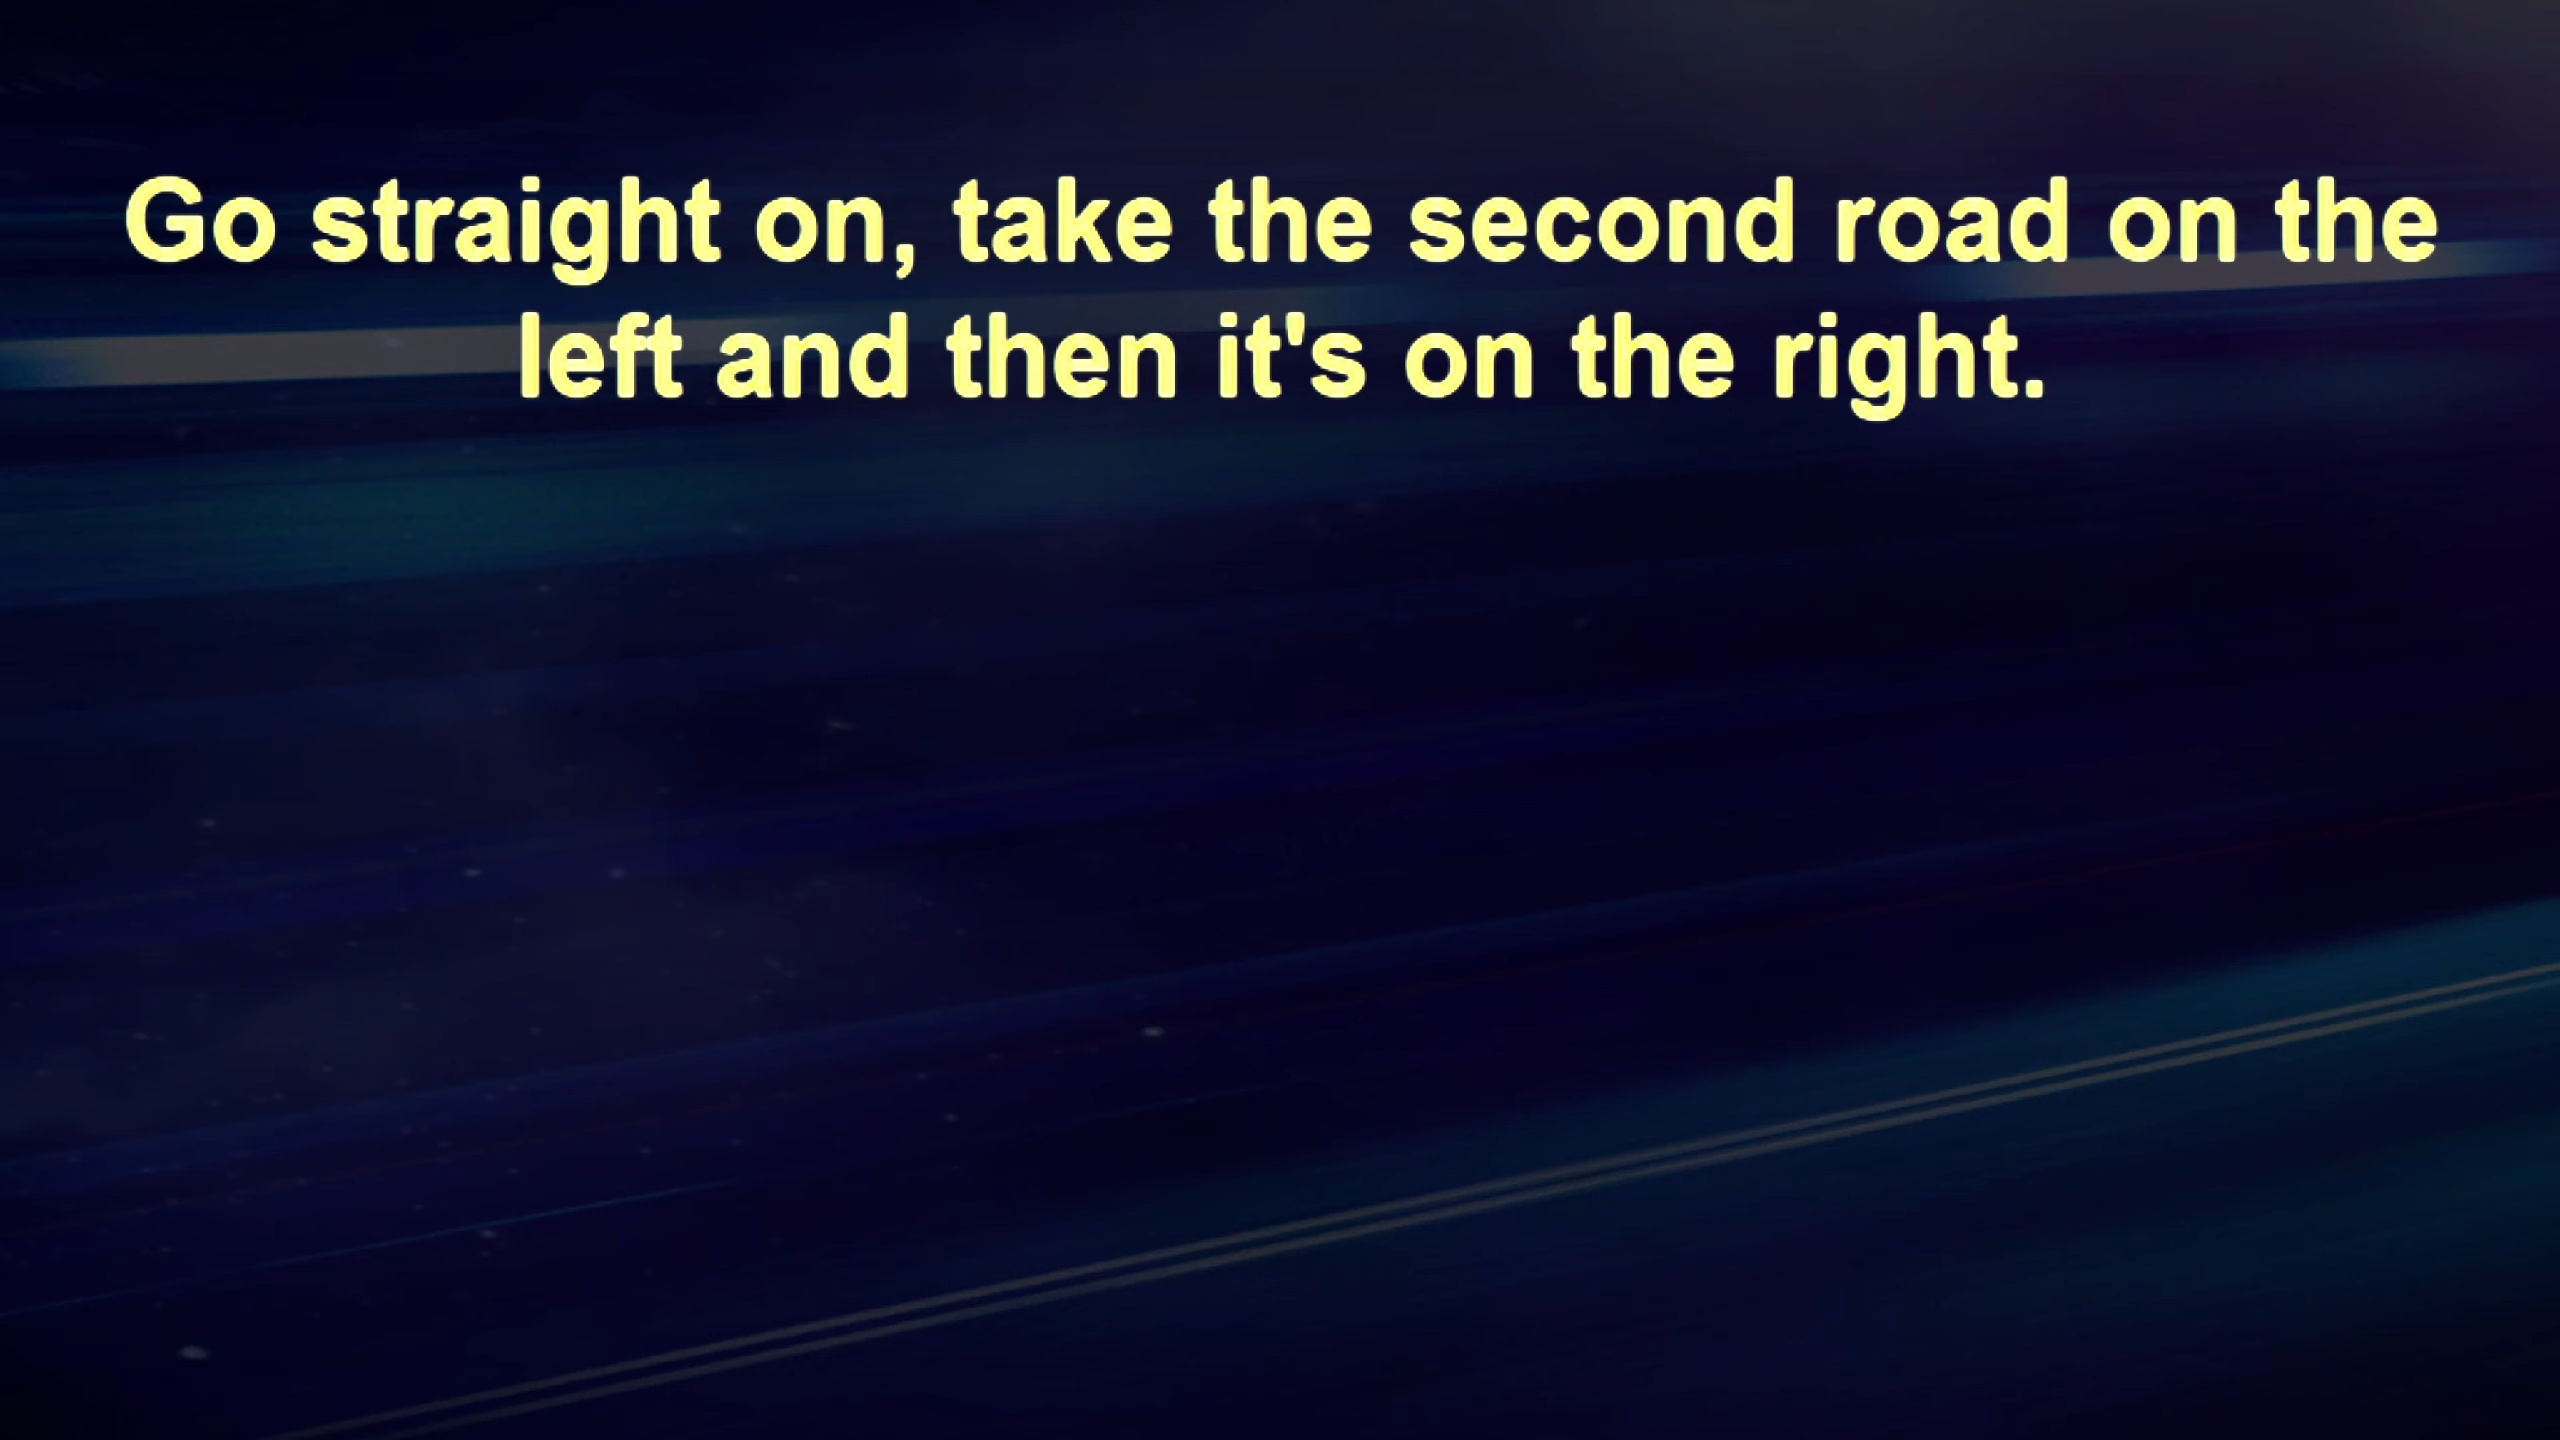 Go straight on, take the second road on the
left and then it's on the right.